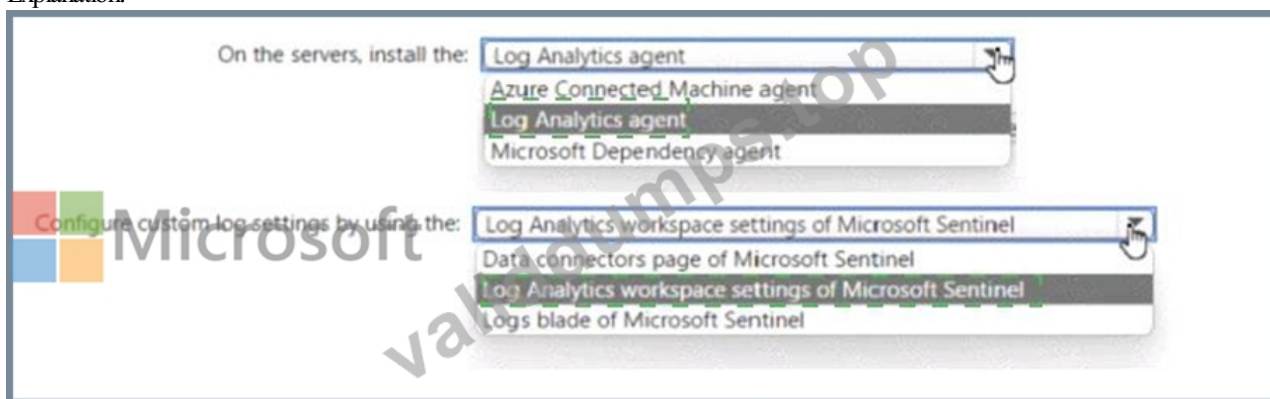 Explanation:
On the servers, install the: Log Analytics agent
Azure Connected Machine agent
Log Analytics agent
Microsoft Dependency agent
Microsoft
Configure custom log settings by using the: Log Analytics workspace settings of Microsoft Sentinel
Data connectors page of Microsoft Sentinel
Log Analytics workspace settings of Microsoft Sentinel
Logs blade of Microsoft Sentinel
validdumps.top